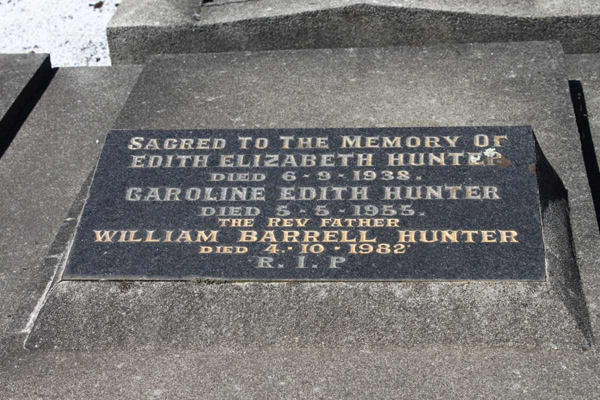 SACRED TO THE MEMORY OF
EDITH ELIZABETH HUNTER
DIED 6-9-1938.
CAROLINE EDITH HUNTER
DIED 5-5-1955.
THE REV FATHER
WILLIAM BARRELL HUNTER
DIED 4-10-1982
R.I.P